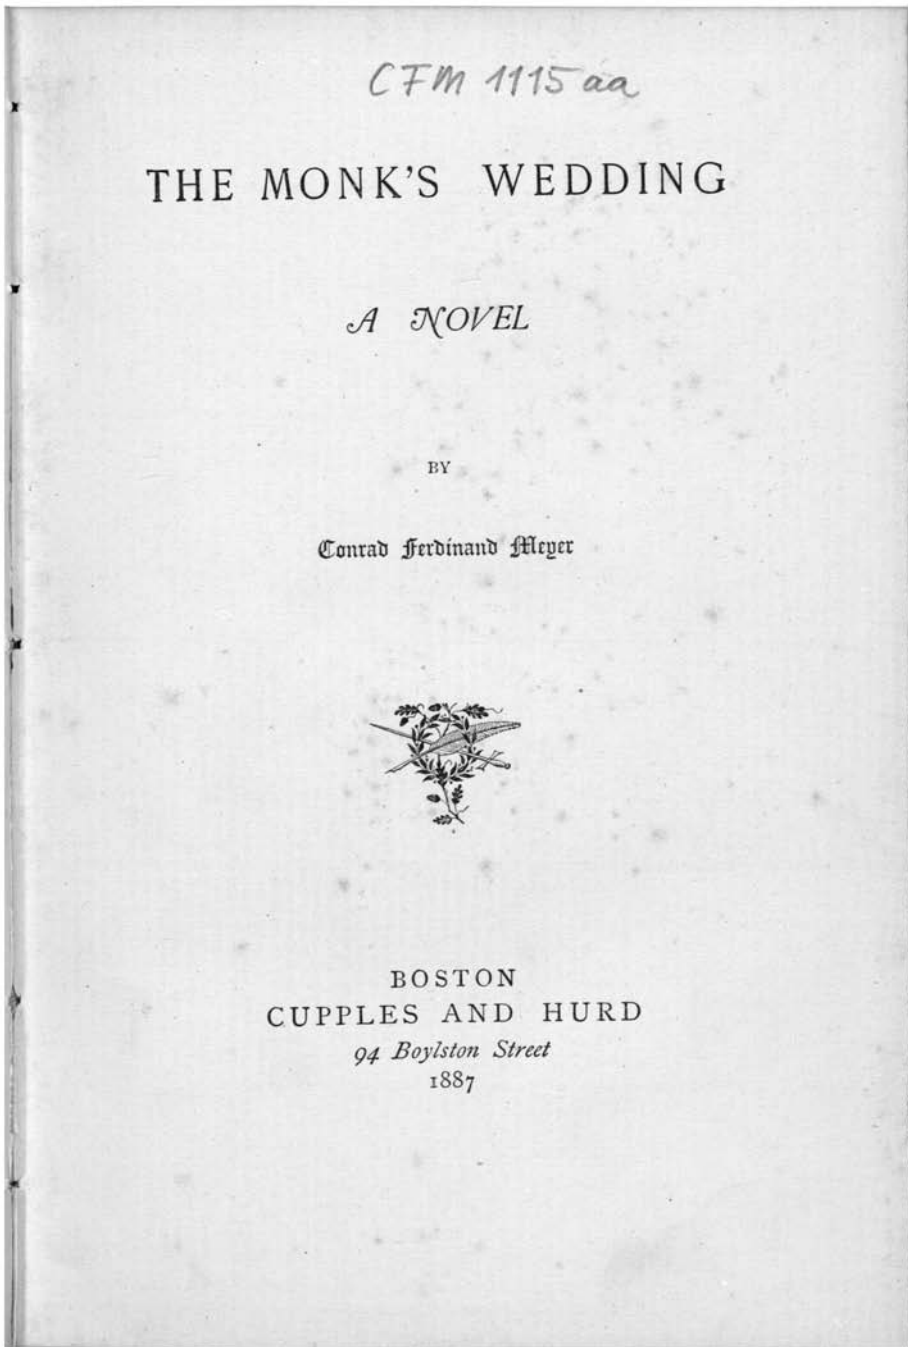 CFM 1115 aa
THE MONK'S WEDDING
A NOVEL
BY
Conrad Ferdinand Meyer
BOSTON
CUPPLES AND HURD
94 Boylston Street
1887